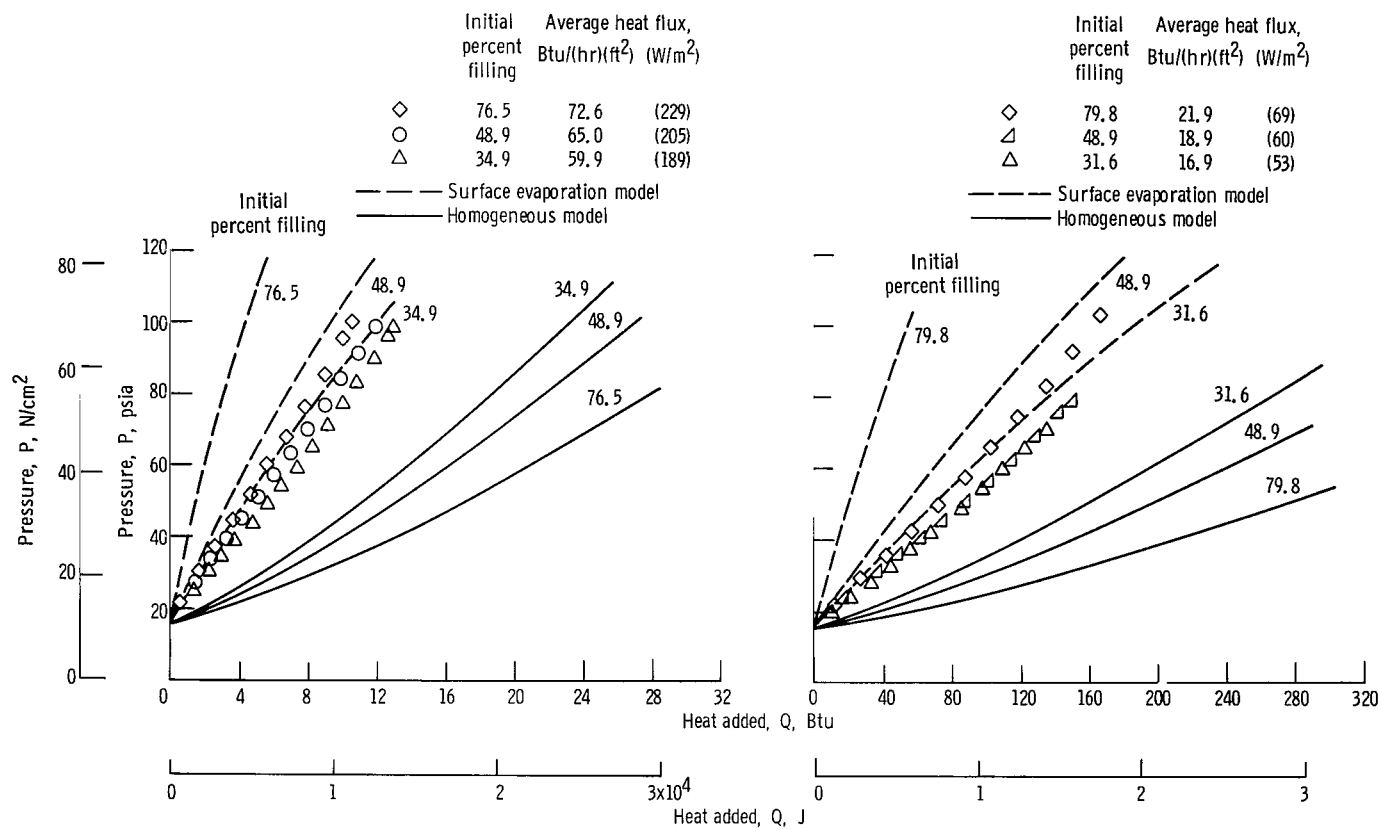 Initial percent filling
Average heat flux, Btu/(hr)(ft2) (W/m2)
◇ 76.5 72.6 (229)
○ 48.9 65.0 (205)
△ 34.9 59.9 (189)
Surface evaporation model
Homogeneous model
Initial percent filling
76.5
48.9
34.9
34.9
48.9
76.5
Pressure, P, N/cm2
80
60
40
20
0
Pressure, P, psia
120
100
80
60
40
20
0 4 8 12 16 20 24 28 32
Initial percent filling
Average heat flux, Btu/(hr)(ft2) (W/m2)
79.8 21.9 (69)
48.9 18.9 (60)
31.6 16.9 (53)
Surface evaporation model
Homogeneous model
Initial percent filling
79.8
48.9
31.6
31.6
48.9
79.8
0 40 80 120 160 200 240 280 320
Heat added, Q, Btu
0 1 2 3x104
0 1 2 3
Heat added, Q, J